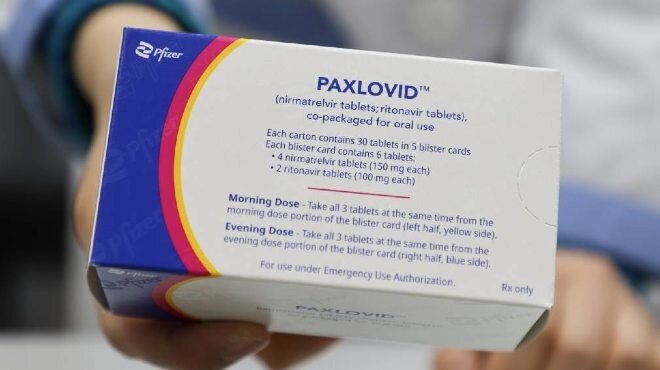 Pfizer
PAXLOVID™
(nirmatrelvir tablets; ritonavir tablets),
co-packaged for oral use
Each carton contains 30 tablets in 5 blister cards
Each blister card contains 6 tablets:
• 4 nirmatrelvir tablets (150 mg each)
• 2 ritonavir tablets (100 mg each)
Morning Dose - Take all 3 tablets at the same time from the
morning dose portion of the blister card (left half, yellow side).
Evening Dose - Take all 3 tablets at the same time from the
evening dose portion of the blister card (right half, blue side).
For use under Emergency Use Authorization.
Rx only
Pfizer
PAXLOVID™